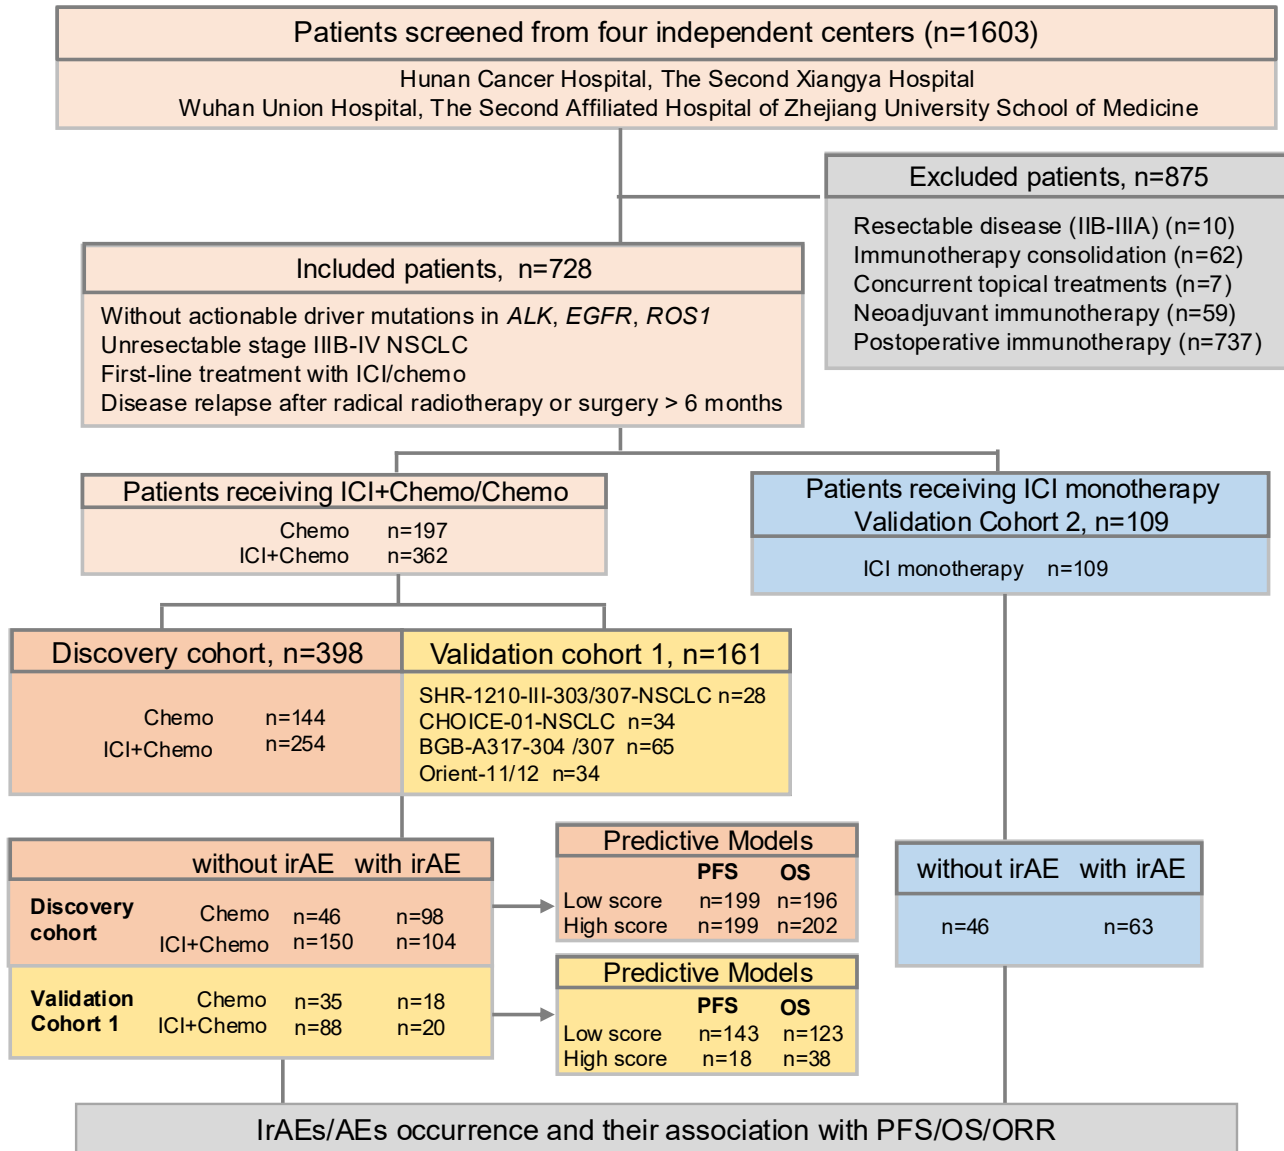 Patients screened from four independent centers (n=1603)
Hunan Cancer Hospital, The Second Xiangya Hospital
Wuhan Union Hospital, The Second Affiliated Hospital of Zhejiang University School of Medicine
Excluded patients, n=875
Resectable disease (IIB-IIIA) (n=10)
Immunotherapy consolidation (n=62)
Concurrent topical treatments (n=7)
Neoadjuvant immunotherapy (n=59)
Postoperative immunotherapy (n=737)
Included patients, n=728
Without actionable driver mutations in ALK, EGFR, ROS1
Unresectable stage IIIB-IV NSCLC
First-line treatment with ICI/chemo
Disease relapse after radical radiotherapy or surgery > 6 months
Patients receiving ICI+Chemo/Chemo
Chemo n=197
ICI+Chemo n=362
Patients receiving ICI monotherapy
Validation Cohort 2, n=109
ICI monotherapy n=109
Discovery cohort, n=398
Chemo n=144
ICI+Chemo n=254
Validation cohort 1, n=161
SHR-1210-III-303/307-NSCLC n=28
CHOICE-01-NSCLC n=34
BGB-A317-304 /307 n=65
Orient-11/12 n=34
without irAE with irAE
Discovery
cohort
Chemo n=46 n=98
ICI+Chemo n=150 n=104
Validation
Cohort 1
Chemo n=35 n=18
ICI+Chemo n=88 n=20
Predictive Models
PFS OS
Low score n=199 n=196
High score n=199 n=202
Predictive Models
PFS OS
Low score n=143 n=123
High score n=18 n=38
without irAE with irAE
n=46 n=63
IrAEs/AEs occurrence and their association with PFS/OS/ORR